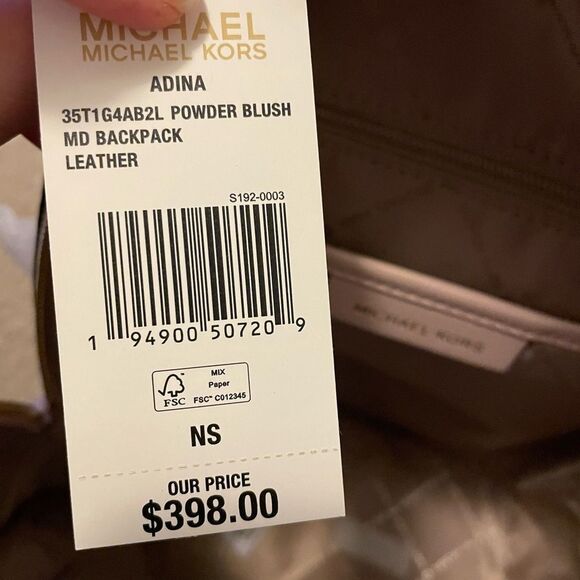 MICHAEL
MICHAEL KORS
ADINA
35T1G4AB2L POWDER BLUSH
MD BACKPACK
LEATHER
S192-0003
1 94900 50720 9
FSC
MIX
Paper
FSC™ C012345
NS
OUR PRICE
$398.00
MICHAEL KORS